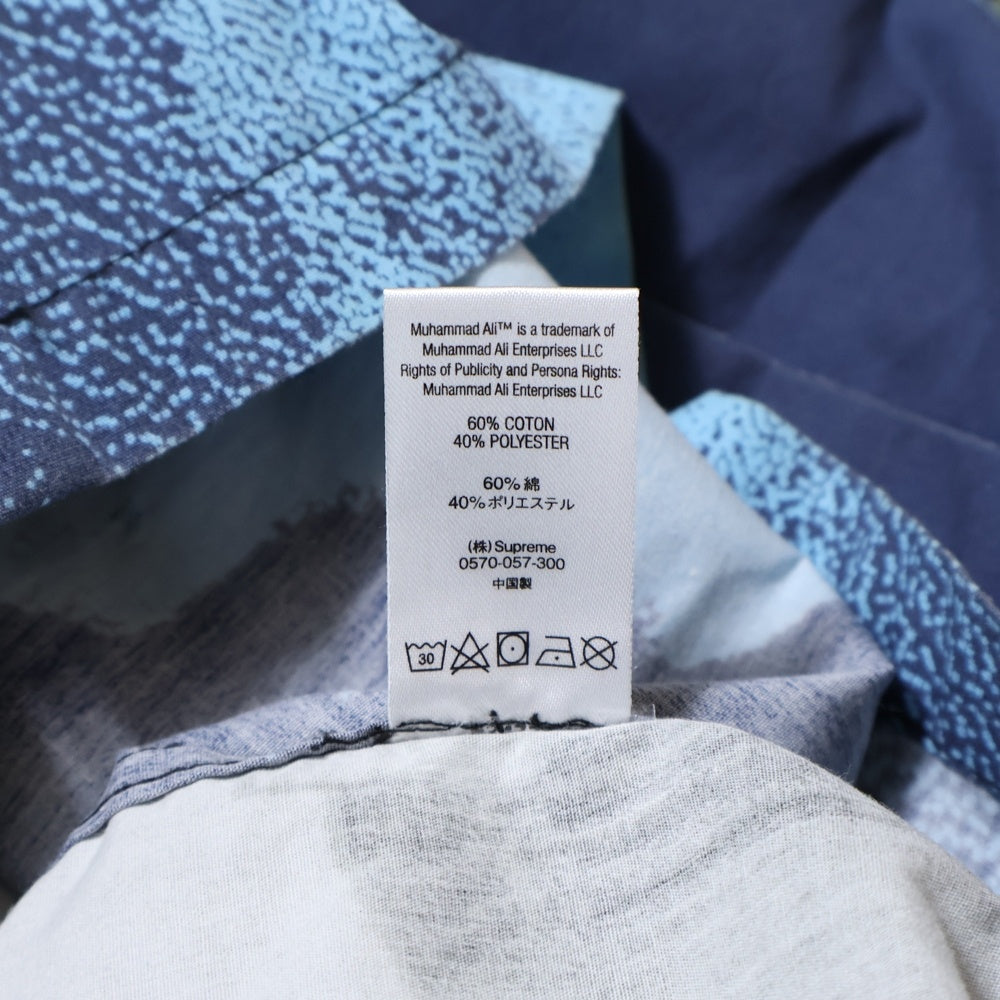 Muhammad Ali™ is a trademark of
Muhammad Ali Enterprises LLC
Rights of Publicity and Persona Rights:
Muhammad Ali Enterprises LLC
60% COTTON
40% POLYESTER
60% 綿
40%ポリエステル
(株)Supreme
0570-057-300
中国製
30